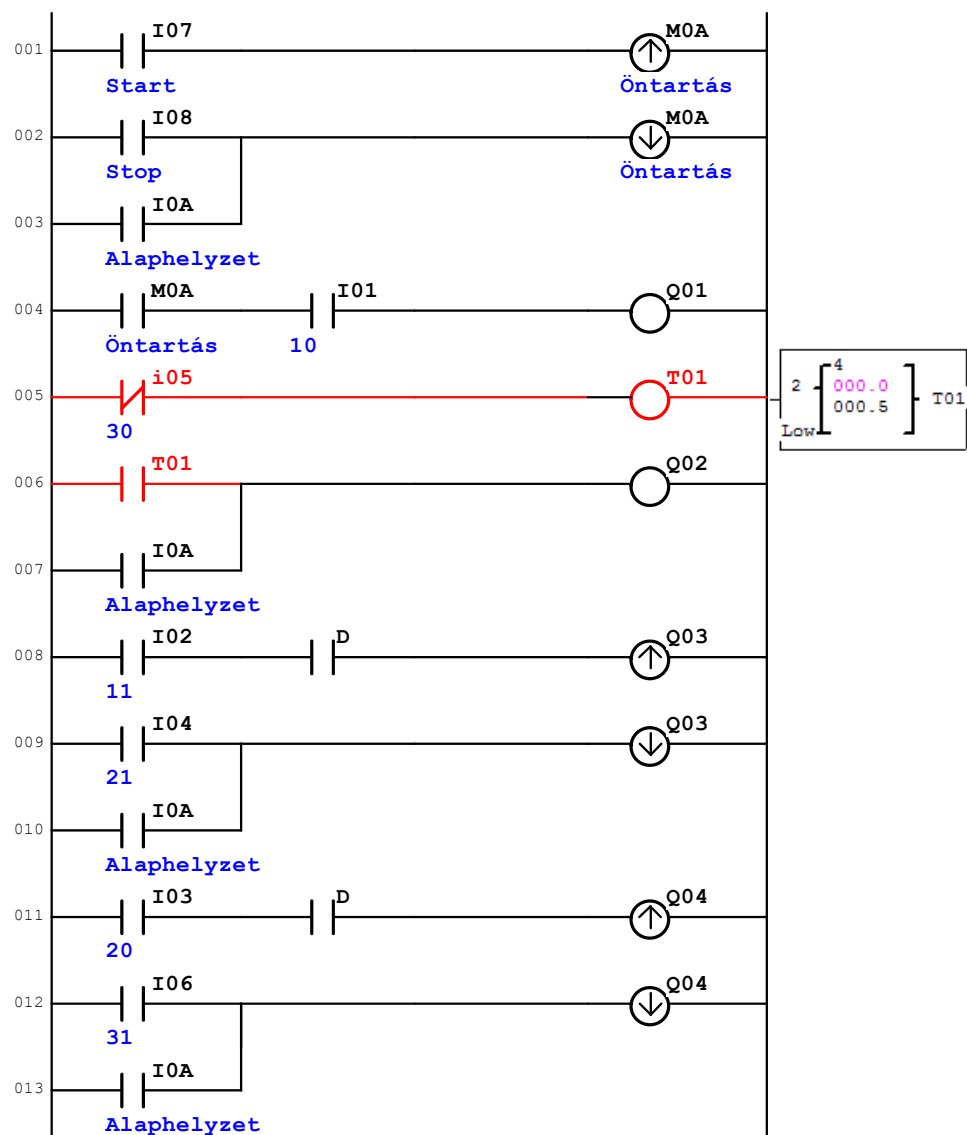 I07 M0A
001
Start Öntartás
I08 M0A
002
Stop Öntartás
I0A
003
Alaphelyzet
M0A I01 Q01
004
Öntartás 10
i05 T01
005
30
4
2 000.0
000.5 T01
Low
T01 Q02
006
I0A
007
Alaphelyzet
I02 D Q03
008
11
I04 Q03
009
21
I0A
010
Alaphelyzet
I03 D Q04
011
20
I06 Q04
012
31
I0A
013
Alaphelyzet